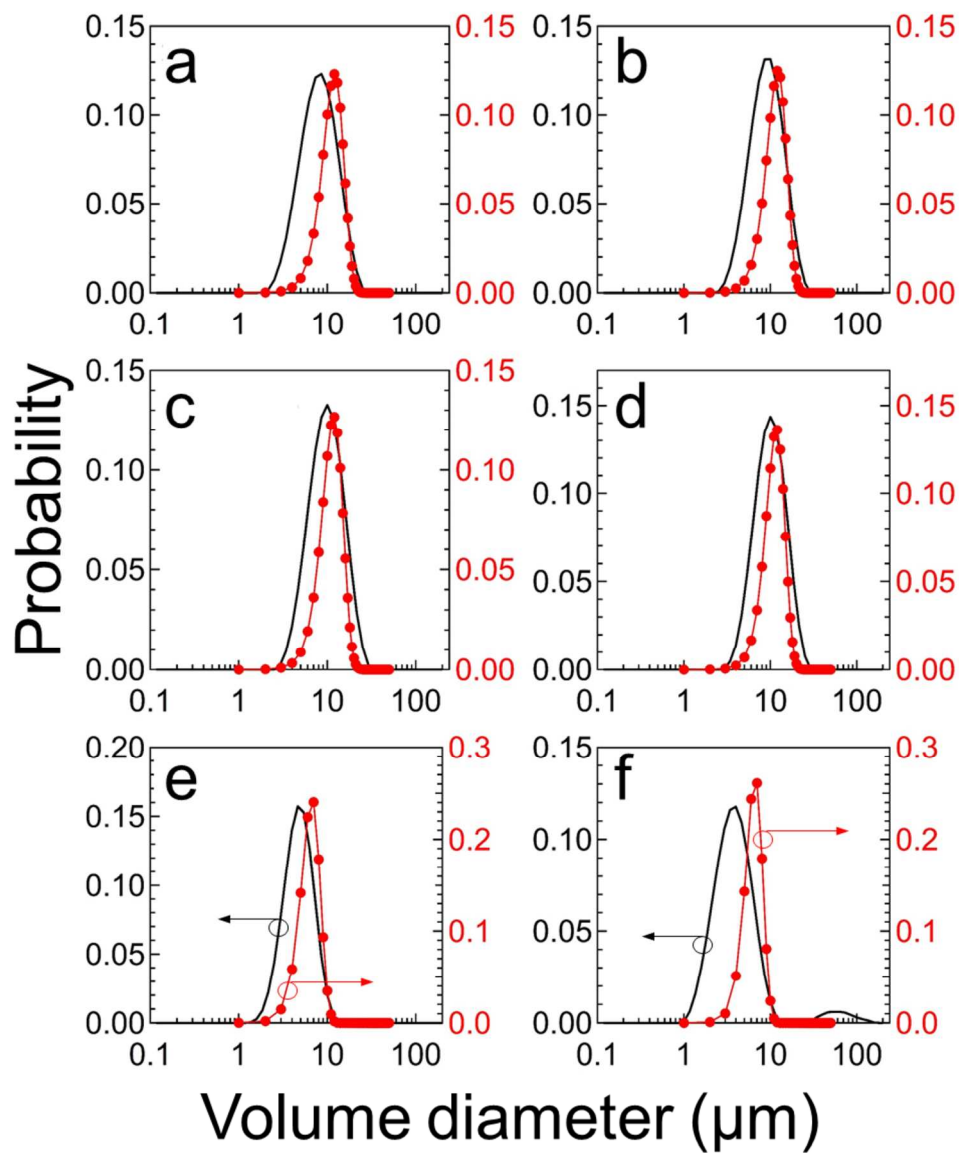 0.15 0.15 0.15 0.15
a b
0.10 0.10 0.10 0.10
0.05 0.05 0.05 0.05
0.00 0.00 0.00 0.00
0.1 1 10 100 0.1 1 10 100
0.15 0.15 0.15
c d
0.15
0.10 0.10 0.10 0.10
0.05 0.05 0.05 0.05
0.00 0.00 0.00 0.00
0.1 1 10 100 0.1 1 10 100
Probability
0.20 0.3 0.15 0.3
e f
0.15 0.2 0.10 0.2
0.10 0.1 0.05 0.1
0.05
0.00 0.0 0.00 0.0
0.1 1 10 100 0.1 1 10 100
Volume diameter (µm)